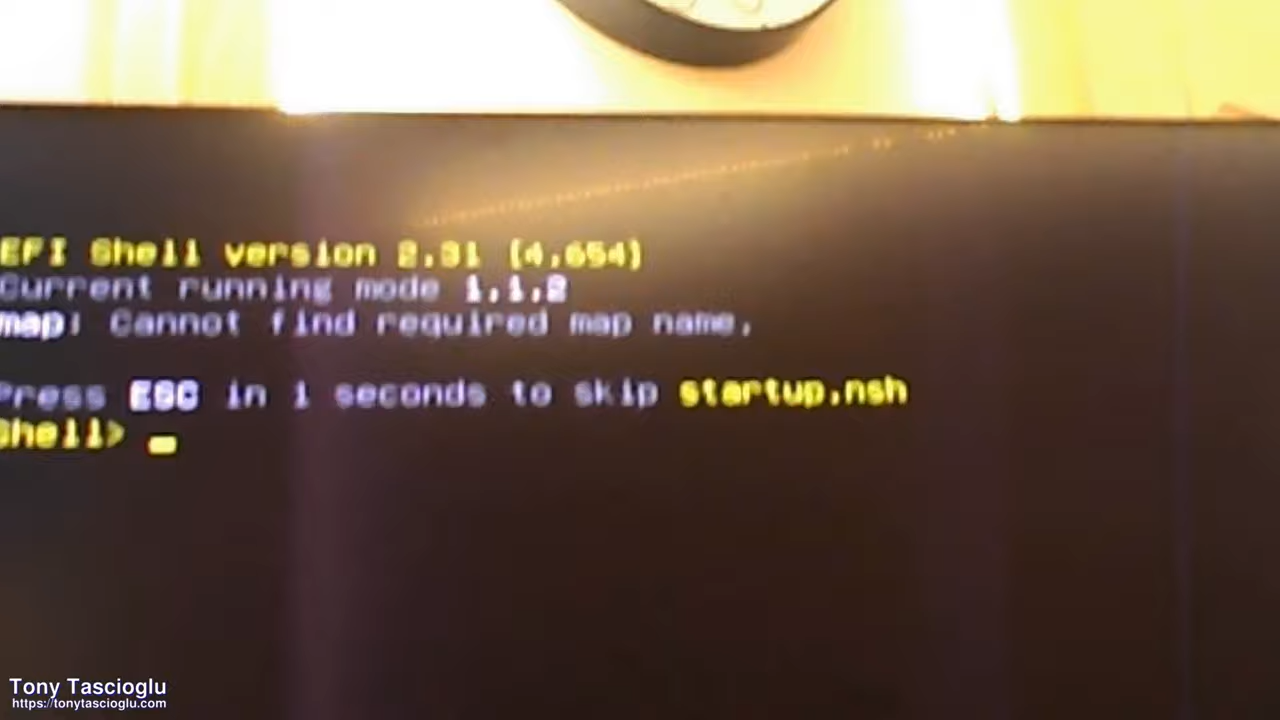 EFI Shell version 2.31 [4.654]
Current running mode 1.1.2
map: Cannot find required map name.
Press ESC in 1 seconds to skip startup.nsh
Shell>
Tony Tascioglu
https://tonytascioglu.com